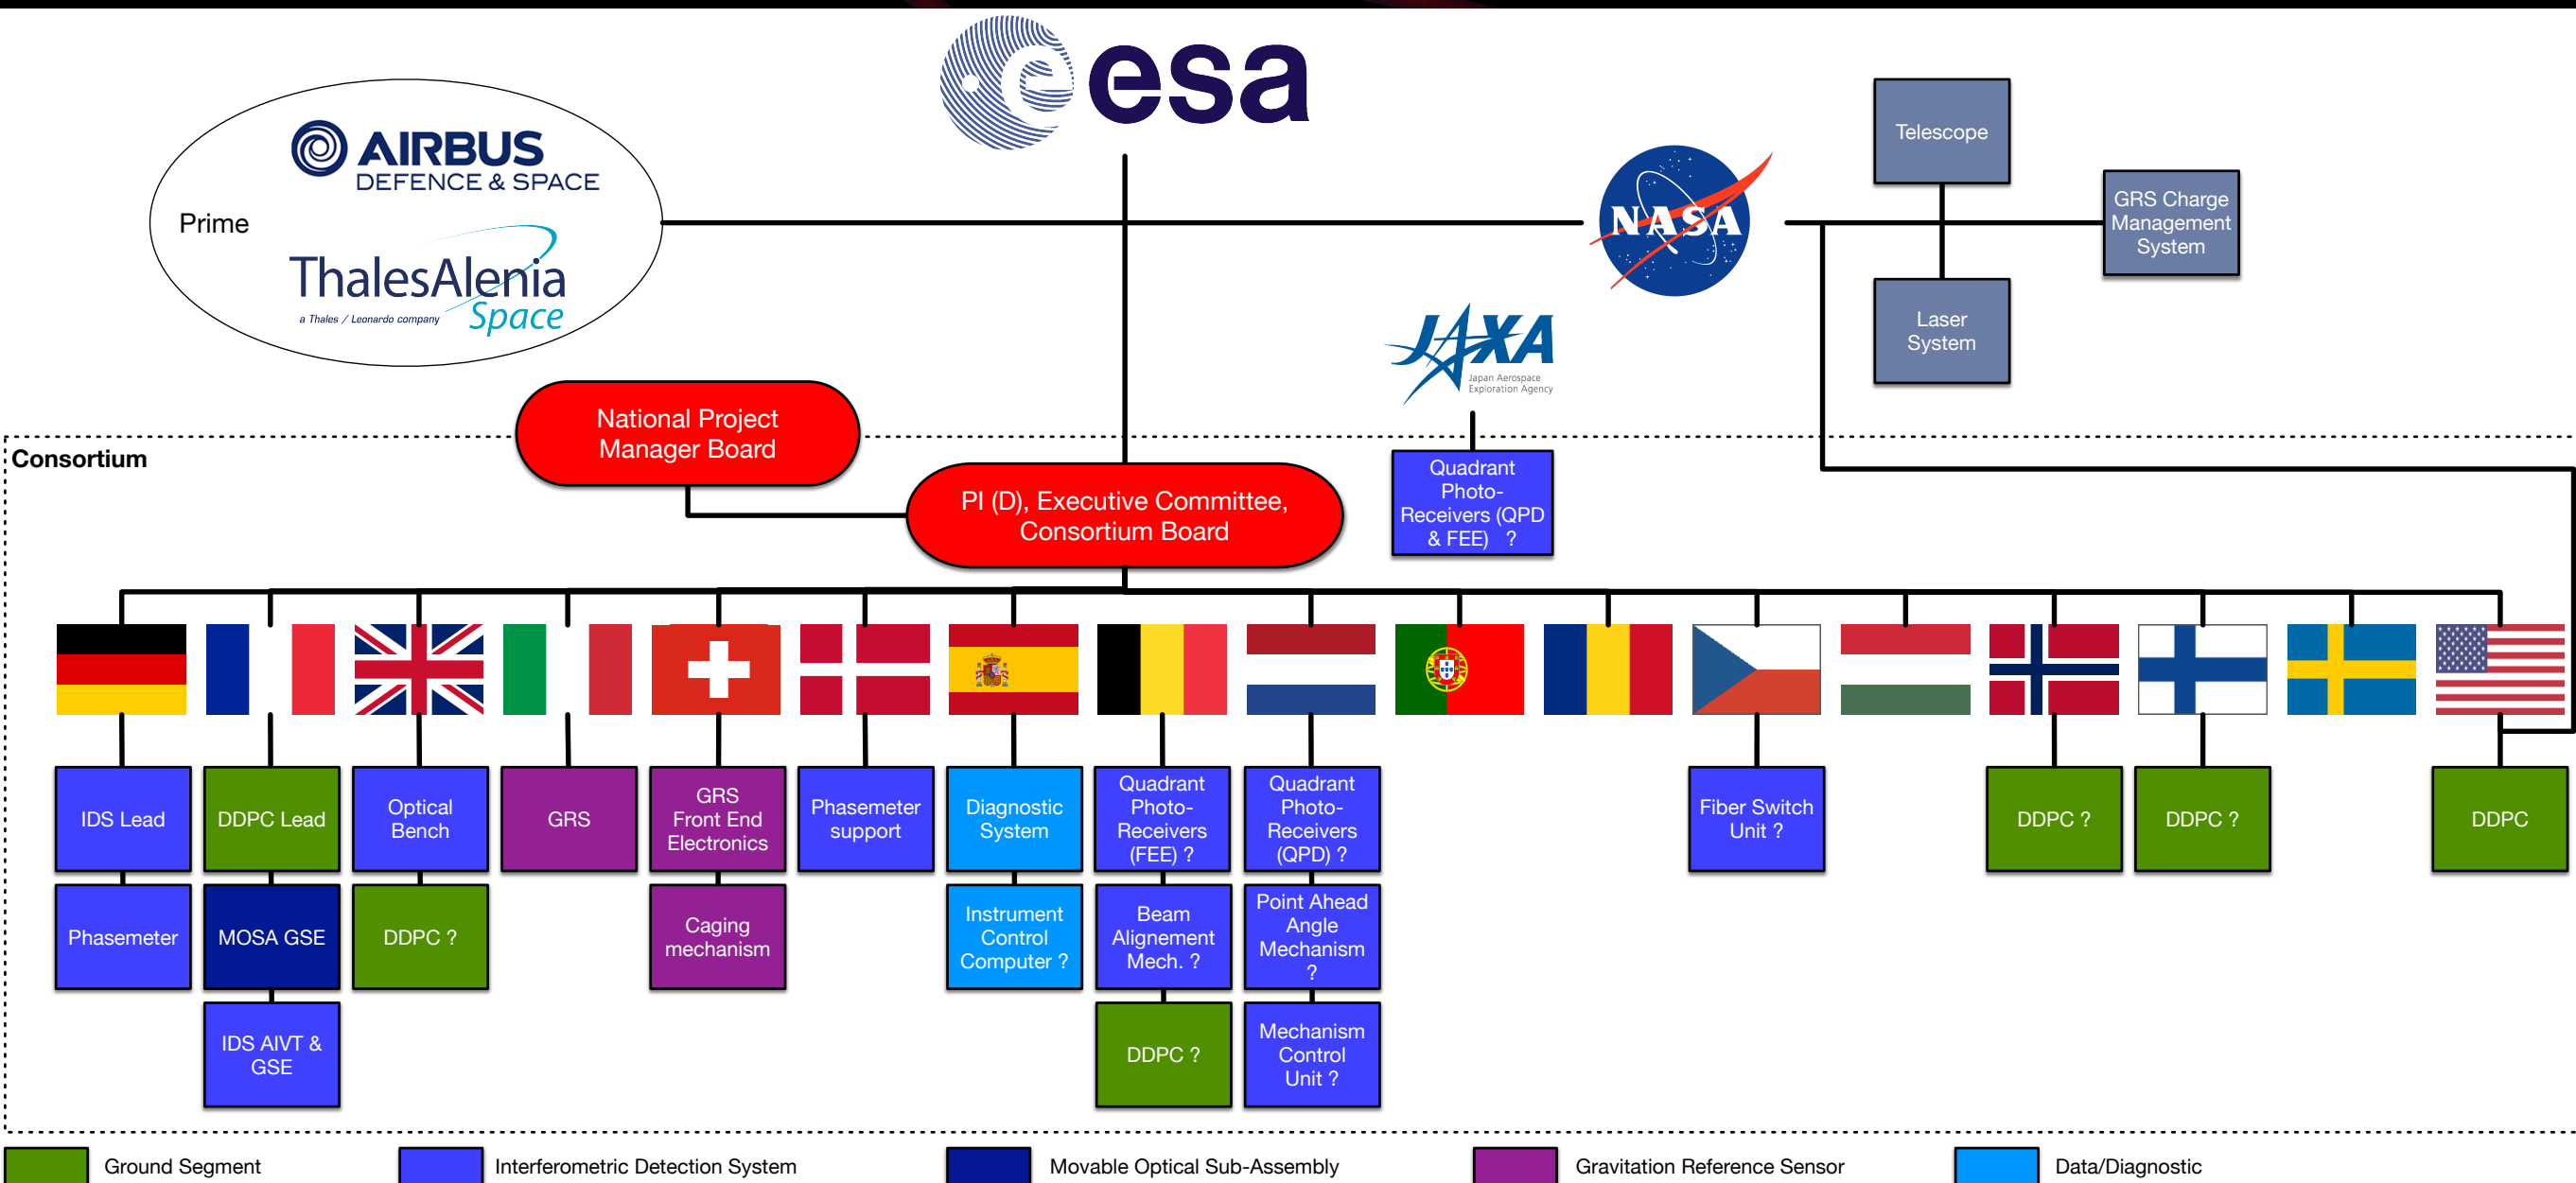 esa
AIRBUS
DEFENCE & SPACE
Prime
ThalesAlenia
a Thales / Leonardo company
Space
NASA
Telescope
GRS Charge
Management
System
Laser
System
JAXA
Japan Aerospace
Exploration Agency
National Project
Manager Board
Consortium
PI (D), Executive Committee,
Consortium Board
Quadrant
Photo-
Receivers (QPD
& FEE) ?
IDS Lead
DDPC Lead
Optical
Bench
GRS
GRS
Front End
Electronics
Phasemeter
support
Diagnostic
System
Quadrant
Photo-
Receivers
(FEE) ?
Quadrant
Photo-
Receivers
(QPD) ?
Fiber Switch
Unit ?
DDPC ?
DDPC ?
DDPC
Phasemeter
MOSA GSE
DDPC ?
Caging
mechanism
Instrument
Control
Computer ?
Beam
Alignement
Mech. ?
Point Ahead
Angle
Mechanism
?
IDS AIVT &
GSE
DDPC ?
Mechanism
Control
Unit ?
Ground Segment
Interferometric Detection System
Movable Optical Sub-Assembly
Gravitation Reference Sensor
Data/Diagnostic